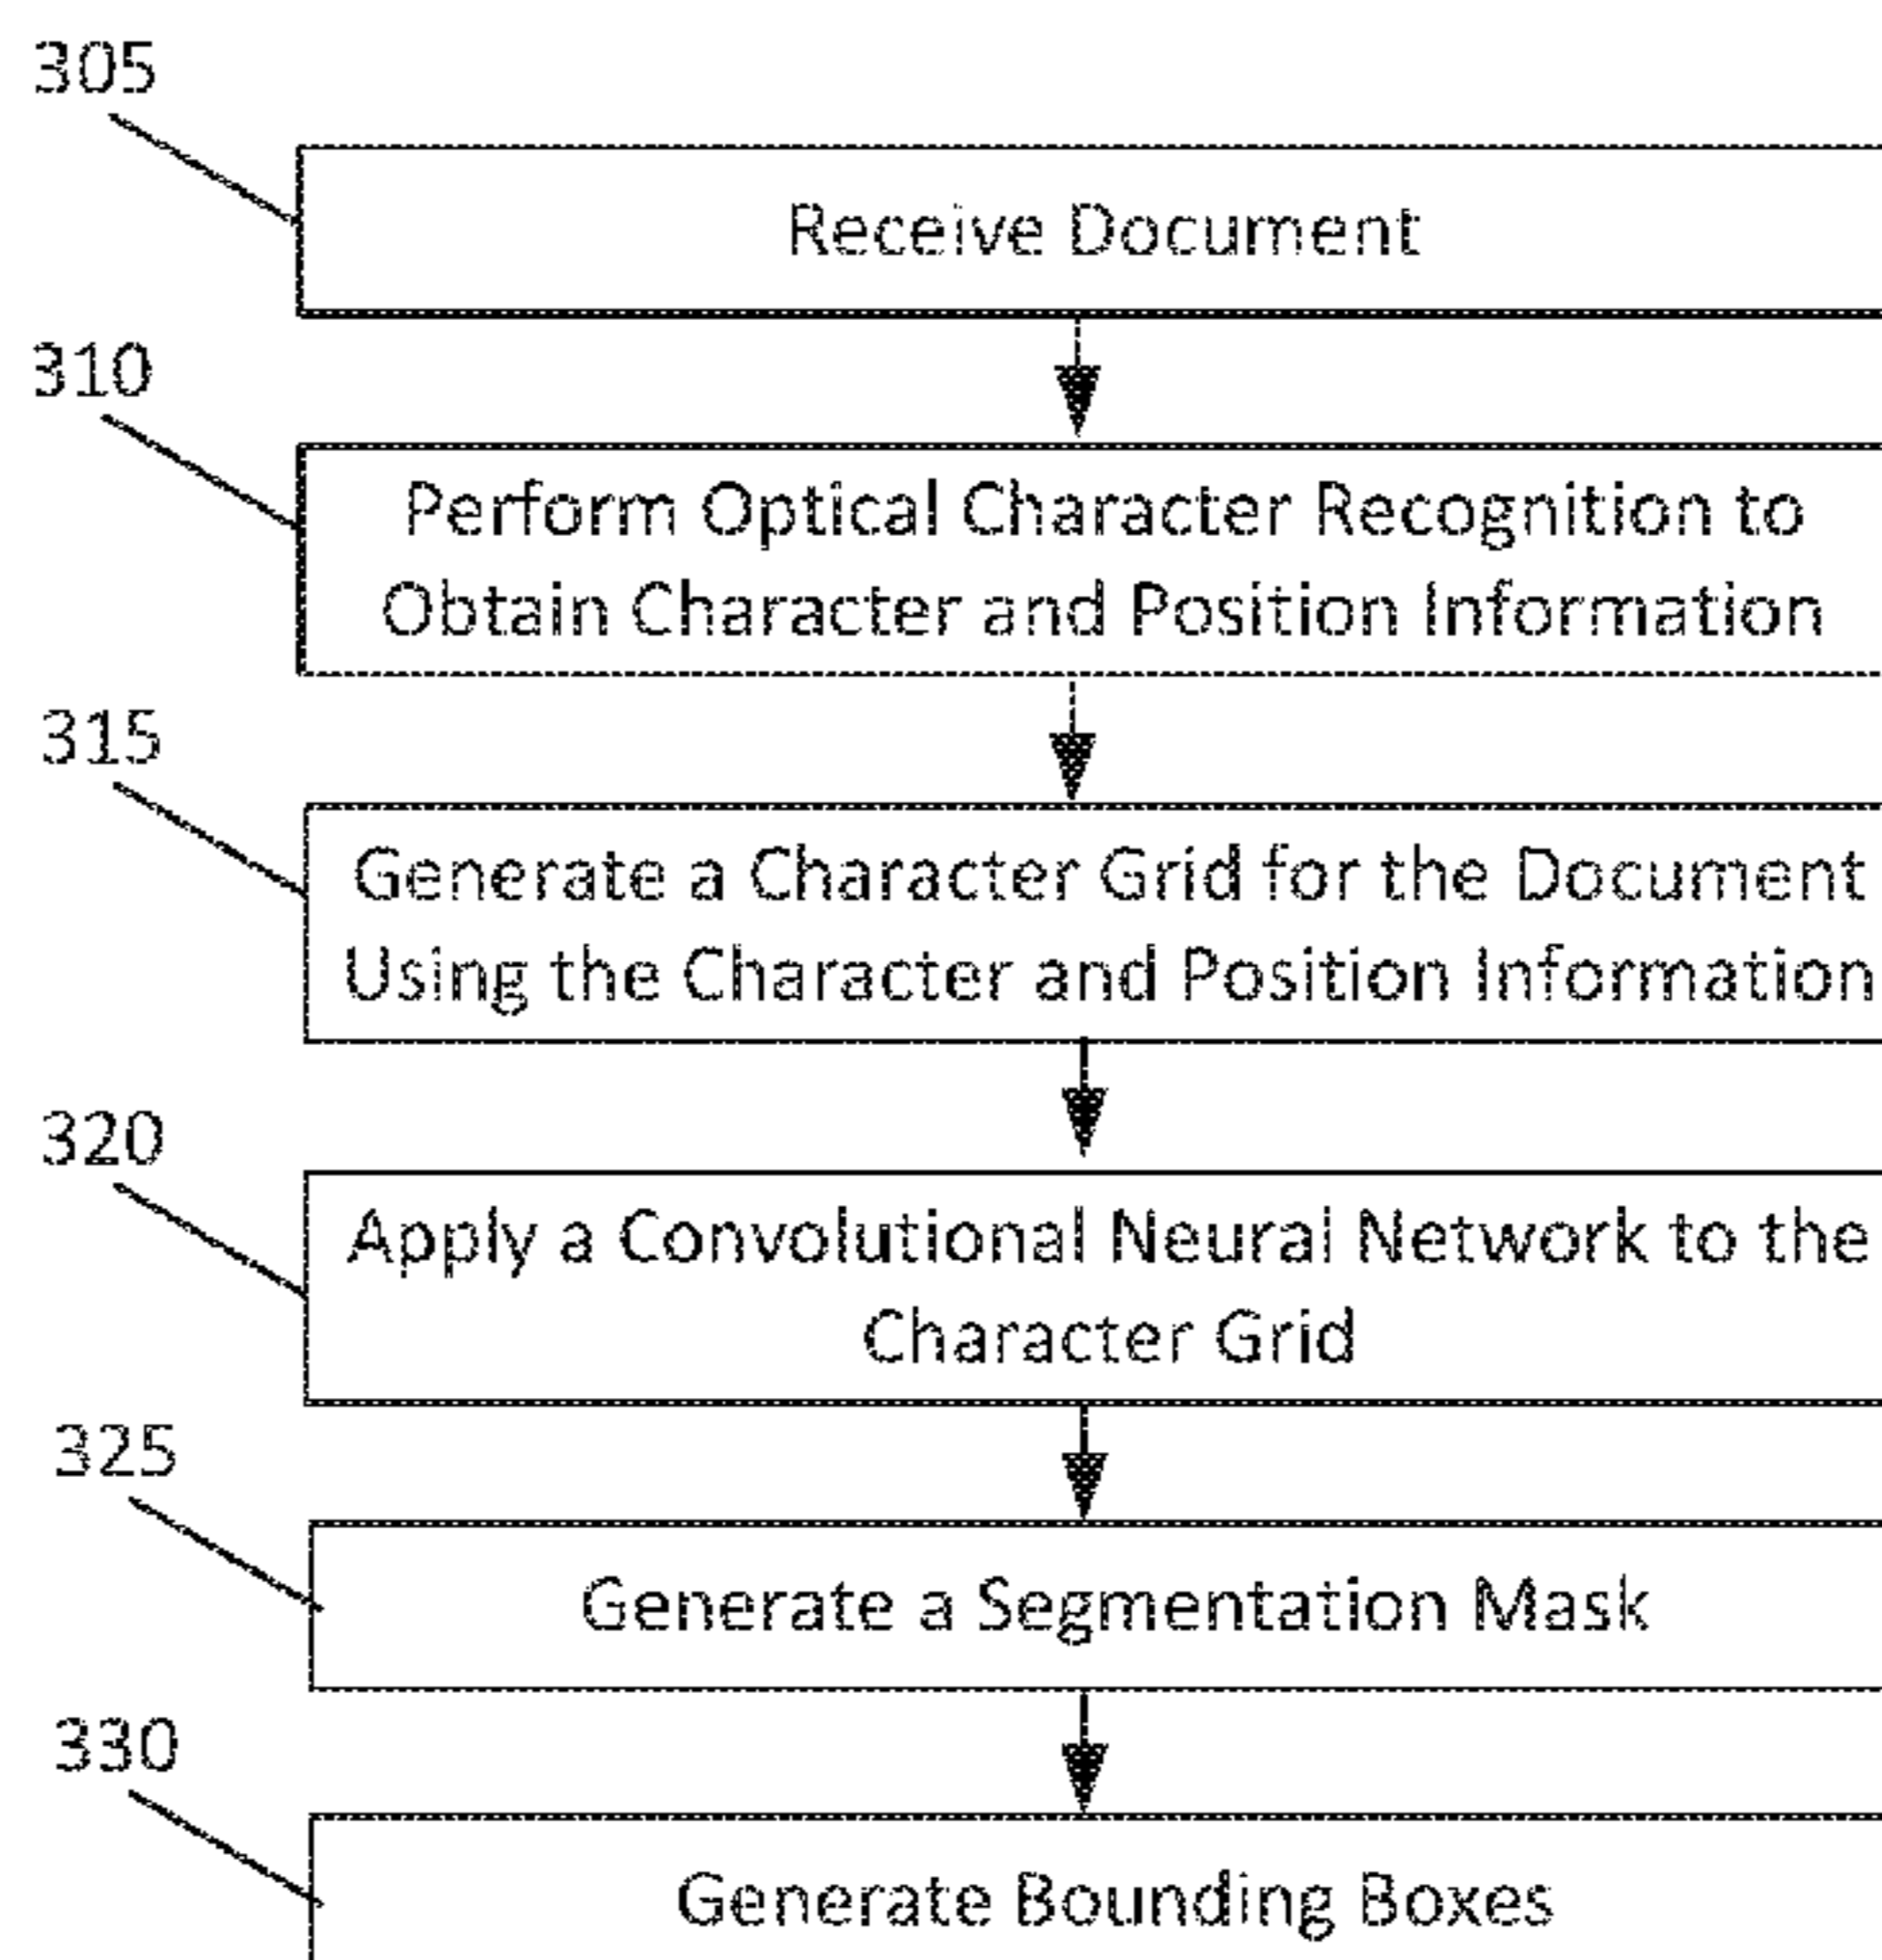 305
Receive Document
310
Perform Optical Character Recognition to
Obtain Character and Position Information
315
Generate a Character Grid for the Document
Using the Character and Position Information
320
Apply a Convolutional Neural Network to the
Character Grid
325
Generate a Segmentation Mask
330
Generate Bounding Boxes